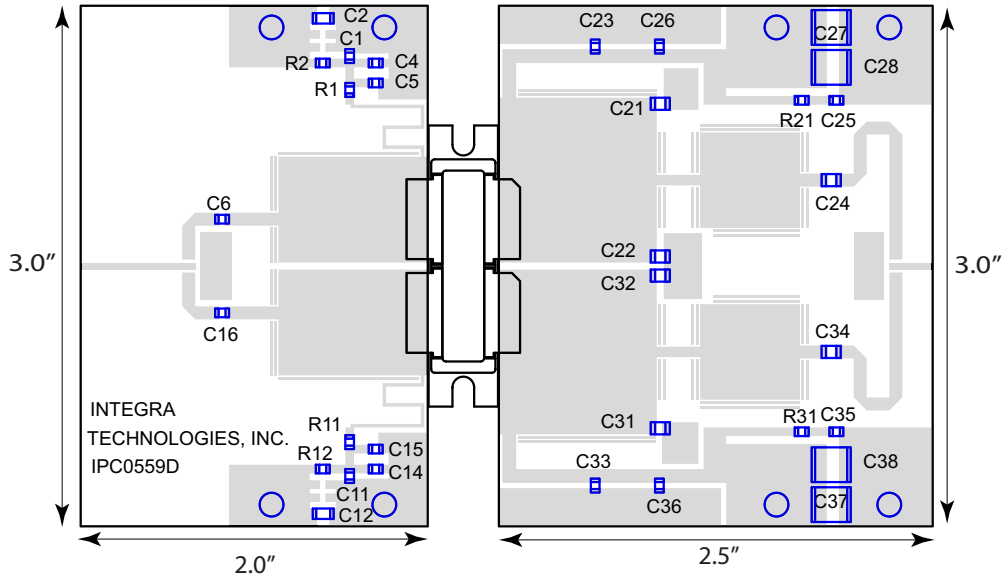 C2
C1
R2
C4
C5
R1
C6
3.0″
C16
INTEGRA
TECHNOLOGIES, INC.
IPC0559D
R11
R12
C15
C14
C11
C12
2.0″
C23
C26
C27
C28
C21
R21
C25
C24
C22
C32
3.0″
C34
C31
R31
C35
C33
C36
C38
C37
2.5″